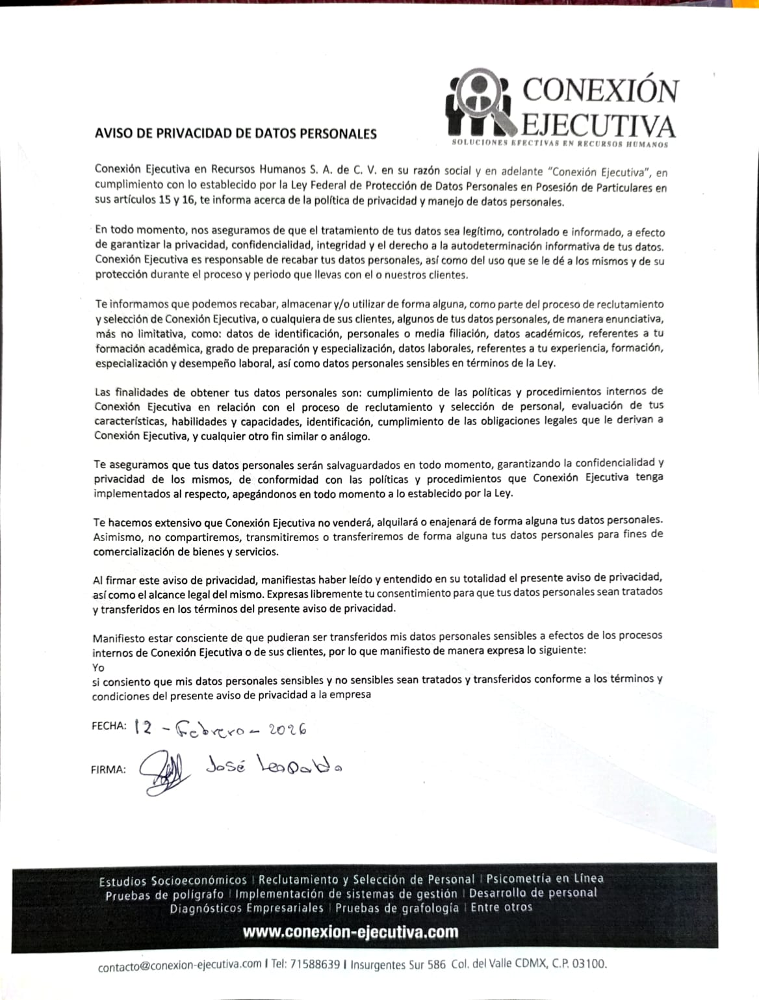 CONEXIÓN
EJECUTIVA
SOLUCIONES EFECTIVAS EN RECURSOS HUMANOS
AVISO DE PRIVACIDAD DE DATOS PERSONALES
Conexión Ejecutiva en Recursos Humanos S. A. de C. V. en su razón social y en adelante “Conexión Ejecutiva”, en
cumplimiento con lo establecido por la Ley Federal de Protección de Datos Personales en Posesión de Particulares en
sus artículos 15 y 16, te informa acerca de la política de privacidad y manejo de datos personales.
En todo momento, nos aseguramos de que el tratamiento de tus datos sea legítimo, controlado e informado, a efecto
de garantizar la privacidad, confidencialidad, integridad y el derecho a la autodeterminación informativa de tus datos.
Conexión Ejecutiva es responsable de recabar tus datos personales, así como del uso que se le dé a los mismos y de su
protección durante el proceso y periodo que llevas con el o nuestros clientes.
Te informamos que podemos recabar, almacenar y/o utilizar de forma alguna, como parte del proceso de reclutamiento
y selección de Conexión Ejecutiva, o cualquiera de sus clientes, algunos de tus datos personales, de manera enunciativa,
más no limitativa, como: datos de identificación, personales o media filiación, datos académicos, referentes a tu
formación académica, grado de preparación y especialización, datos laborales, referentes a tu experiencia, formación,
especialización y desempeño laboral, así como datos personales sensibles en términos de la Ley.
Las finalidades de obtener tus datos personales son: cumplimiento de las políticas y procedimientos internos de
Conexión Ejecutiva en relación con el proceso de reclutamiento y selección de personal, evaluación de tus
características, habilidades y capacidades, identificación, cumplimiento de las obligaciones legales que le derivan a
Conexión Ejecutiva, y cualquier otro fin similar o análogo.
Te aseguramos que tus datos personales serán salvaguardados en todo momento, garantizando la confidencialidad y
privacidad de los mismos, de conformidad con las políticas y procedimientos que Conexión Ejecutiva tenga
implementados al respecto, apegándonos en todo momento a lo establecido por la Ley.
Te hacemos extensivo que Conexión Ejecutiva no venderá, alquilará o enajenará de forma alguna tus datos personales.
Asimismo, no compartiremos, transmitiremos o transferiremos de forma alguna tus datos personales para fines de
comercialización de bienes y servicios.
Al firmar este aviso de privacidad, manifiestas haber leído y entendido en su totalidad el presente aviso de privacidad,
así como el alcance legal del mismo. Expresas libremente tu consentimiento para que tus datos personales sean tratados
y transferidos en los términos del presente aviso de privacidad.
Manifiesto estar consciente de que pudieran ser transferidos mis datos personales sensibles a efectos de los procesos
internos de Conexión Ejecutiva o de sus clientes, por lo que manifiesto de manera expresa lo siguiente:
Yo
si consiento que mis datos personales sensibles y no sensibles sean tratados y transferidos conforme a los términos y
condiciones del presente aviso de privacidad a la empresa
FECHA: 12 - Febrero - 2026
FIRMA: José Leopoldo
Estudios Socioeconómicos | Reclutamiento y Selección de Personal | Psicometría en Línea
Pruebas de polígrafo | Implementación de sistemas de gestión | Desarrollo de personal
Diagnósticos Empresariales | Pruebas de grafología | Entre otros
www.conexion-ejecutiva.com
contacto@conexion-ejecutiva.com | Tel: 71588639 | Insurgentes Sur 586 Col. del Valle CDMX, C.P. 03100.